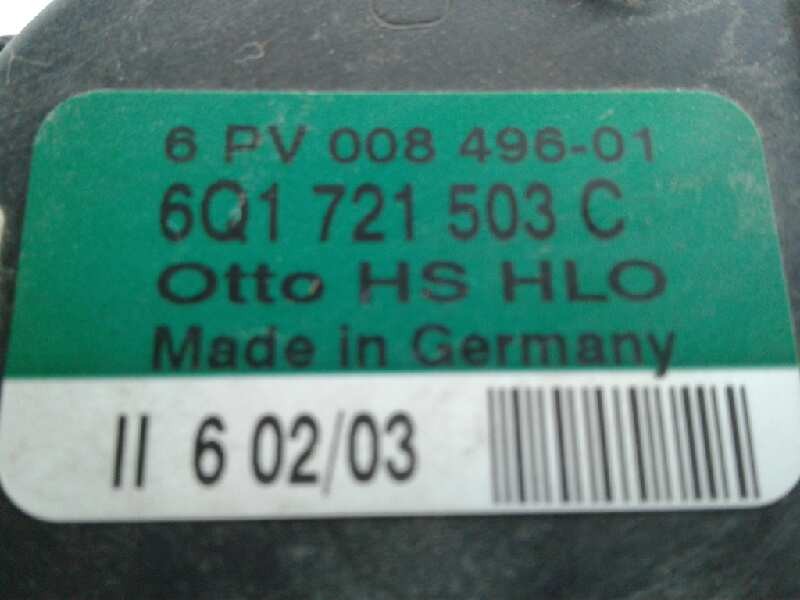 6 PV 008 496-01
6Q1 721 503 C
Otto HS HLO
Made in Germany
II 6 02/03